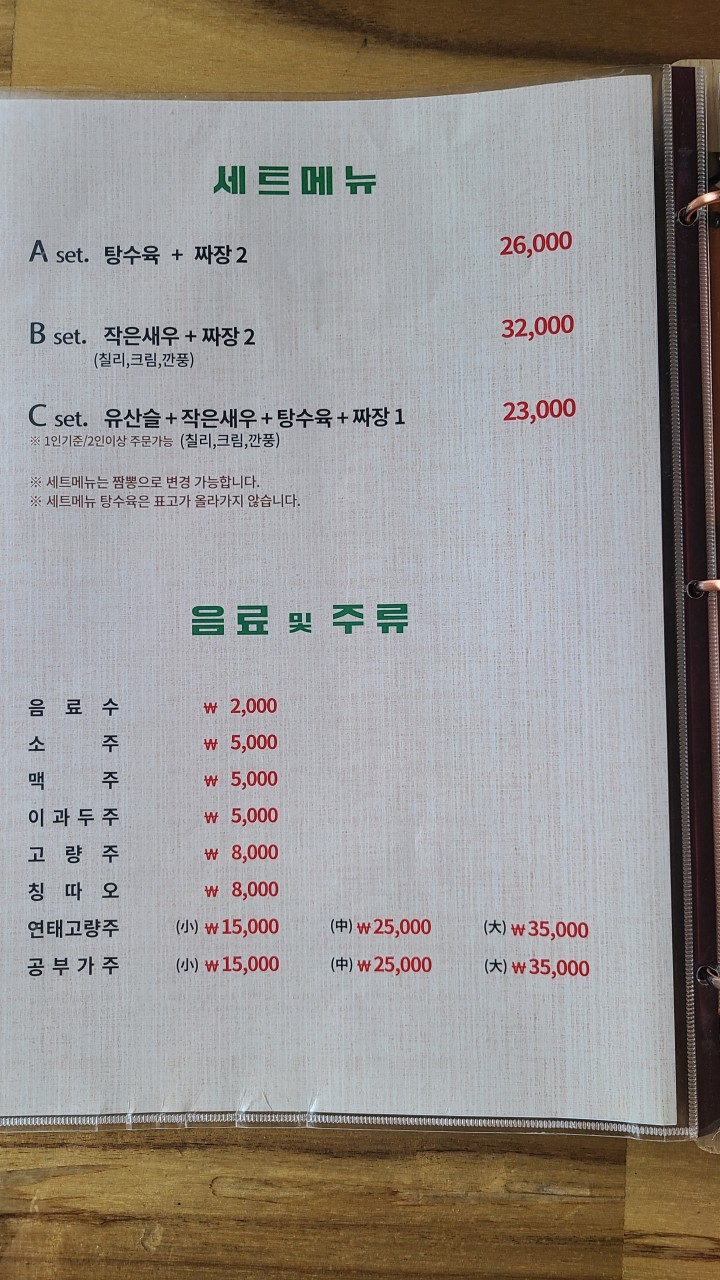 세트메뉴
A set. 탕수육 + 짜장 2 26,000
B set. 작은새우 + 짜장 2 32,000
(칠리,크림,깐풍)
C set. 유산슬 + 작은새우 + 탕수육 + 짜장 1 23,000
※ 1인기준/2인이상 주문가능 (칠리,크림,깐풍)
※ 세트메뉴는 짬뽕으로 변경 가능합니다.
※ 세트메뉴 탕수육은 표고가 올라가지 않습니다.
음료 및 주류
음료수 ₩ 2,000
소주 ₩ 5,000
맥주 ₩ 5,000
이과두주 ₩ 5,000
고량주 ₩ 8,000
칭따오 ₩ 8,000
연태고량주 (小) ₩15,000 (中) ₩25,000 (大) ₩35,000
공부가주 (小) ₩15,000 (中) ₩25,000 (大) ₩35,000